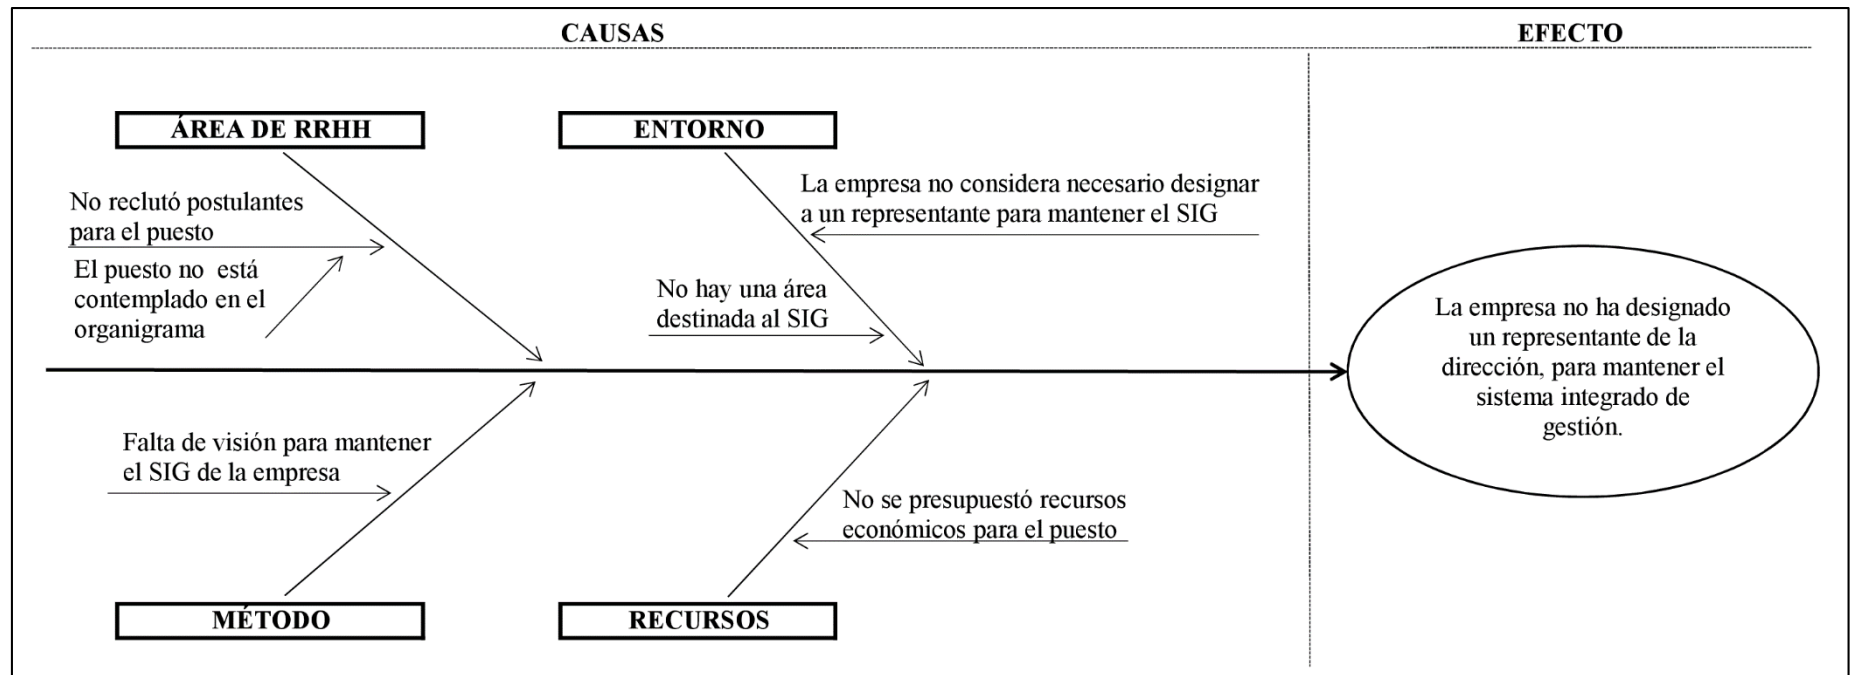 CAUSAS
EFECTO
ÁREA DE RRHH
ENTORNO
No reclutó postulantes
para el puesto
El puesto no está
contemplado en el
organigrama
La empresa no considera necesario designar
a un representante para mantener el SIG
No hay una área
destinada al SIG
La empresa no ha designado
un representante de la
dirección, para mantener el
sistema integrado de
gestión.
Falta de visión para mantener
el SIG de la empresa
No se presupuestó recursos
económicos para el puesto
MÉTODO
RECURSOS